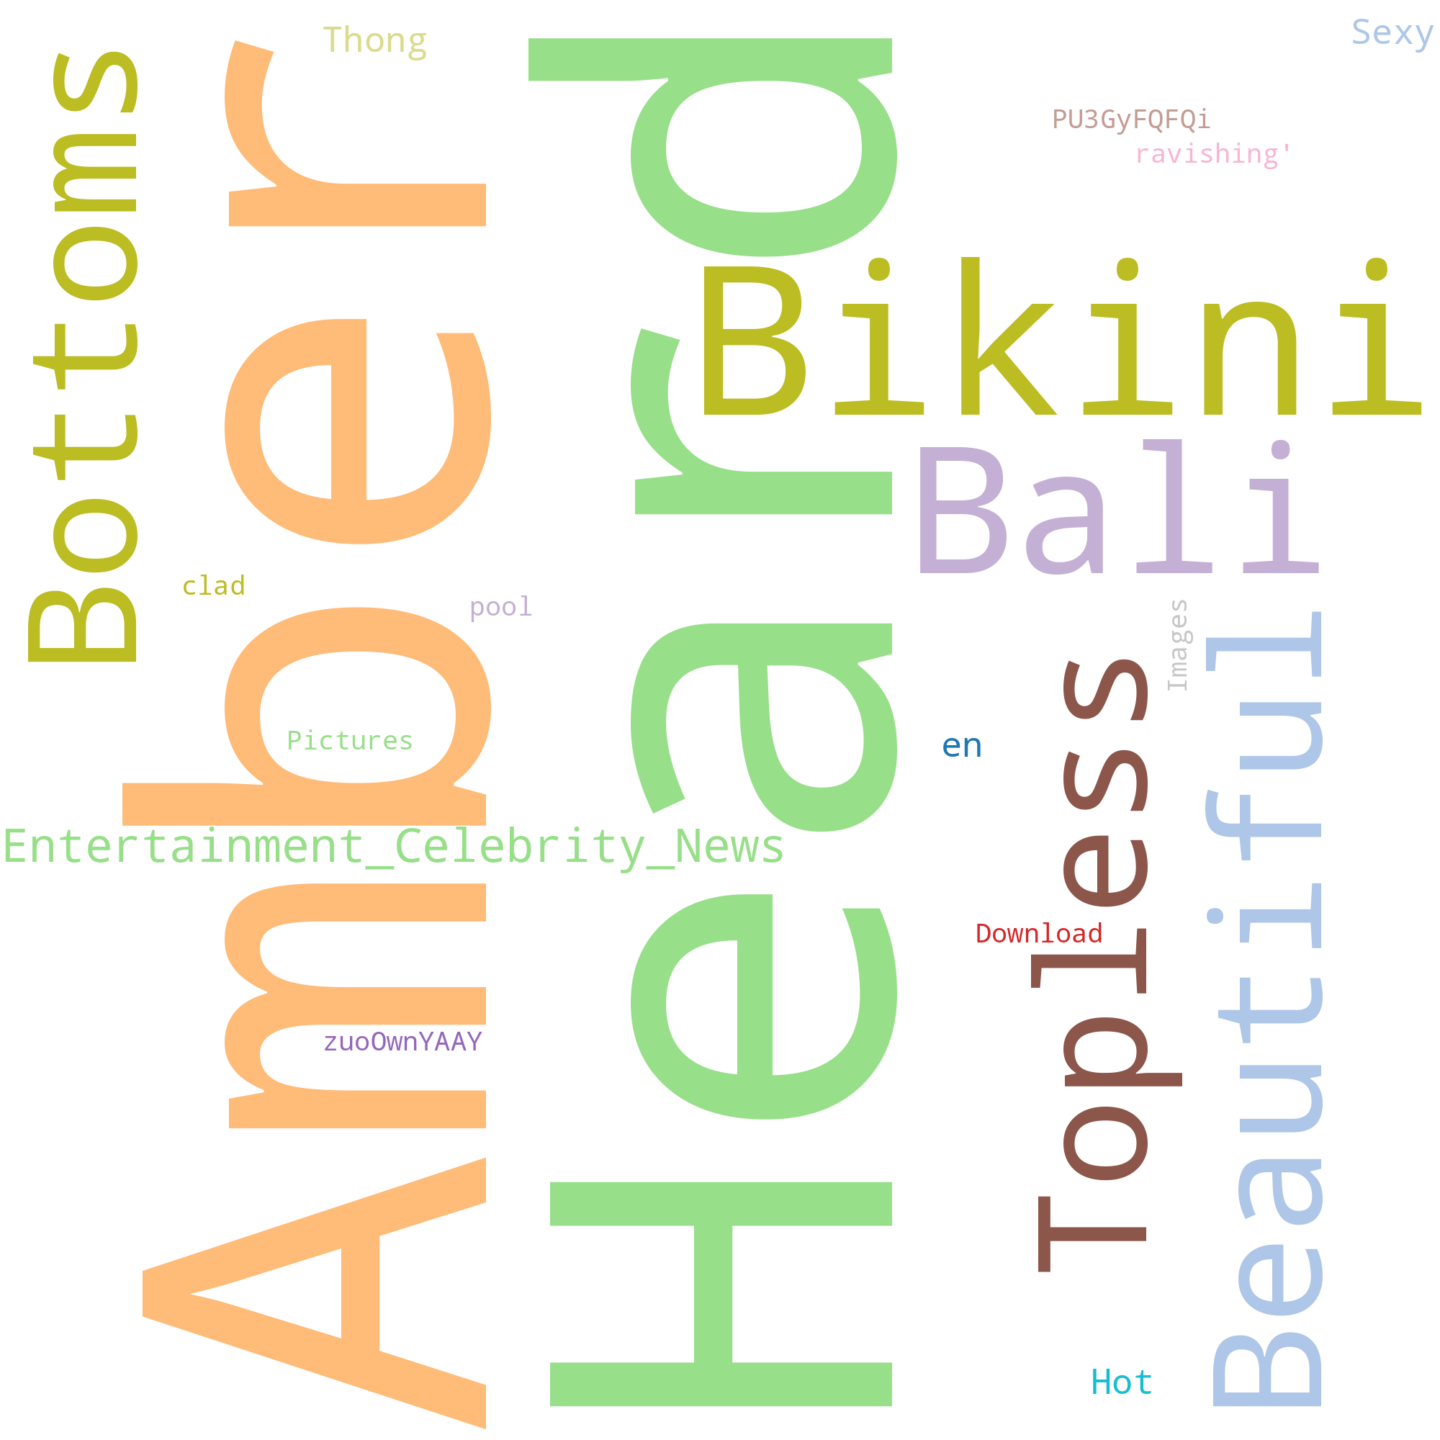 Thong
Sexy
PU3GyFQFQi
ravishing'
Bottoms
Amber
Heard
Bikini
Bali
clad
pool
Images
Pictures
en
Topless
Beautiful
Entertainment_Celebrity_News
Download
zuoOwnYAAY
Hot